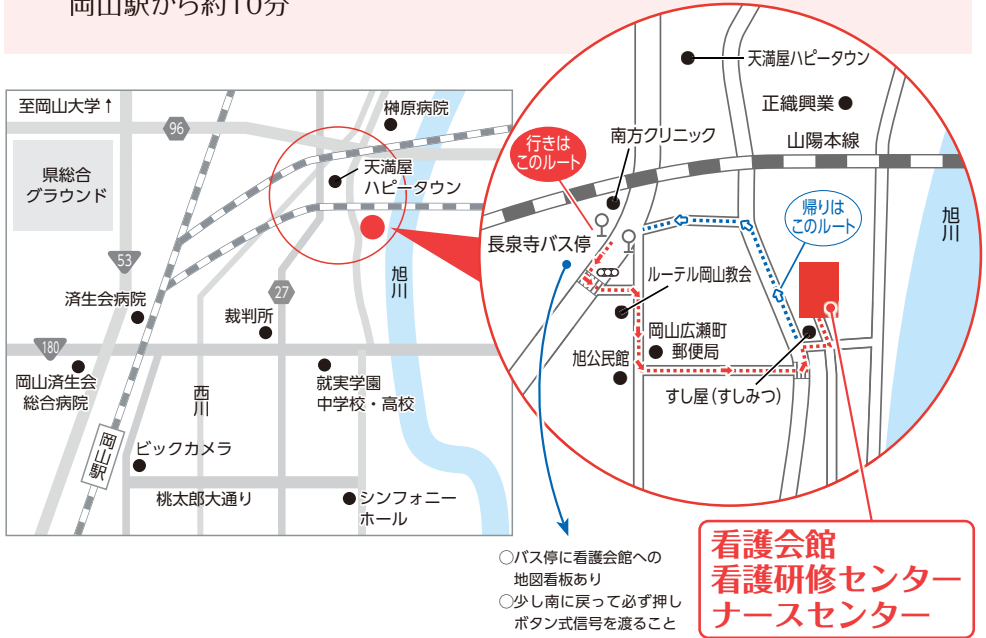 岡山駅から約10分
至岡山大学↑
96
榊原病院
県総合
グラウンド
天満屋
ハピータウン
53
済生会病院
27
旭川
裁判所
180
岡山済生会
総合病院
西川
就実学園
中学校・高校
岡山駅
ビックカメラ
桃太郎大通り
シンフォニー
ホール
天満屋ハピータウン
正織興業
行きは
このルート
南方クリニック
山陽本線
帰りは
このルート
旭川
長泉寺バス停
ルーテル岡山教会
岡山広瀬町
郵便局
旭公民館
すし屋(すしみつ)
○バス停に看護会館への
地図看板あり
○少し南に戻って必ず押し
ボタン式信号を渡ること
看護会館
看護研修センター
ナースセンター